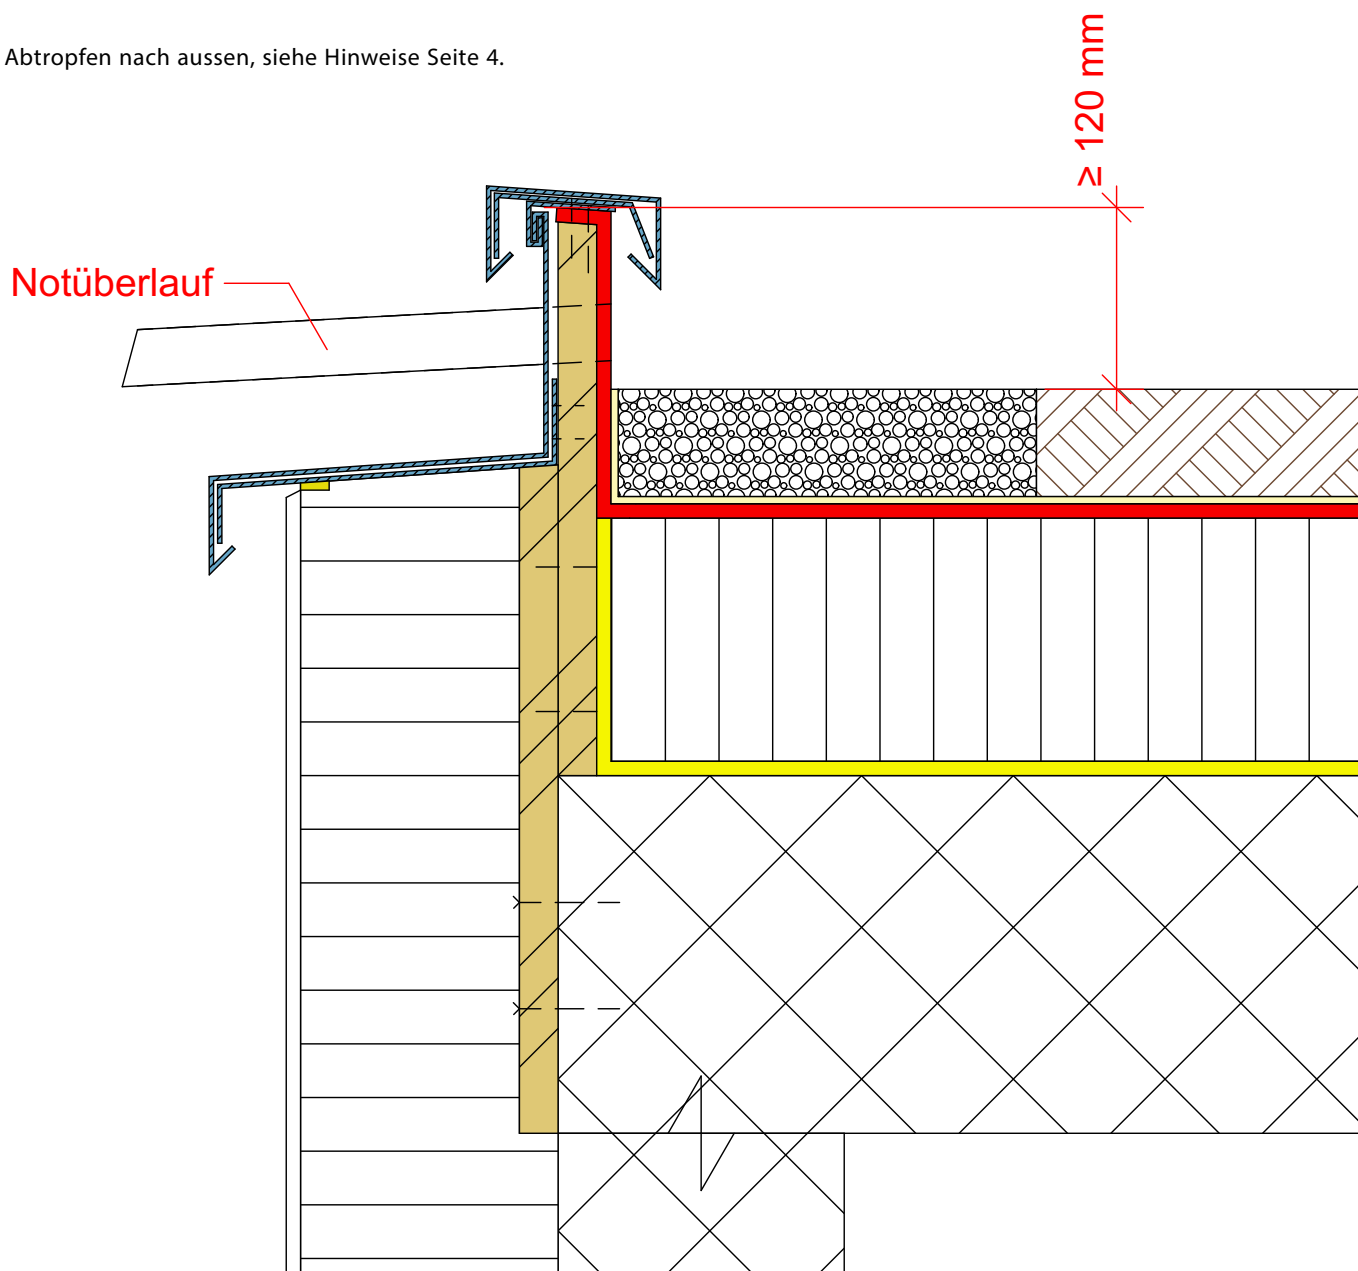 Abtropfen nach aussen, siehe Hinweise Seite 4.
≥ 120 mm
Notüberlauf